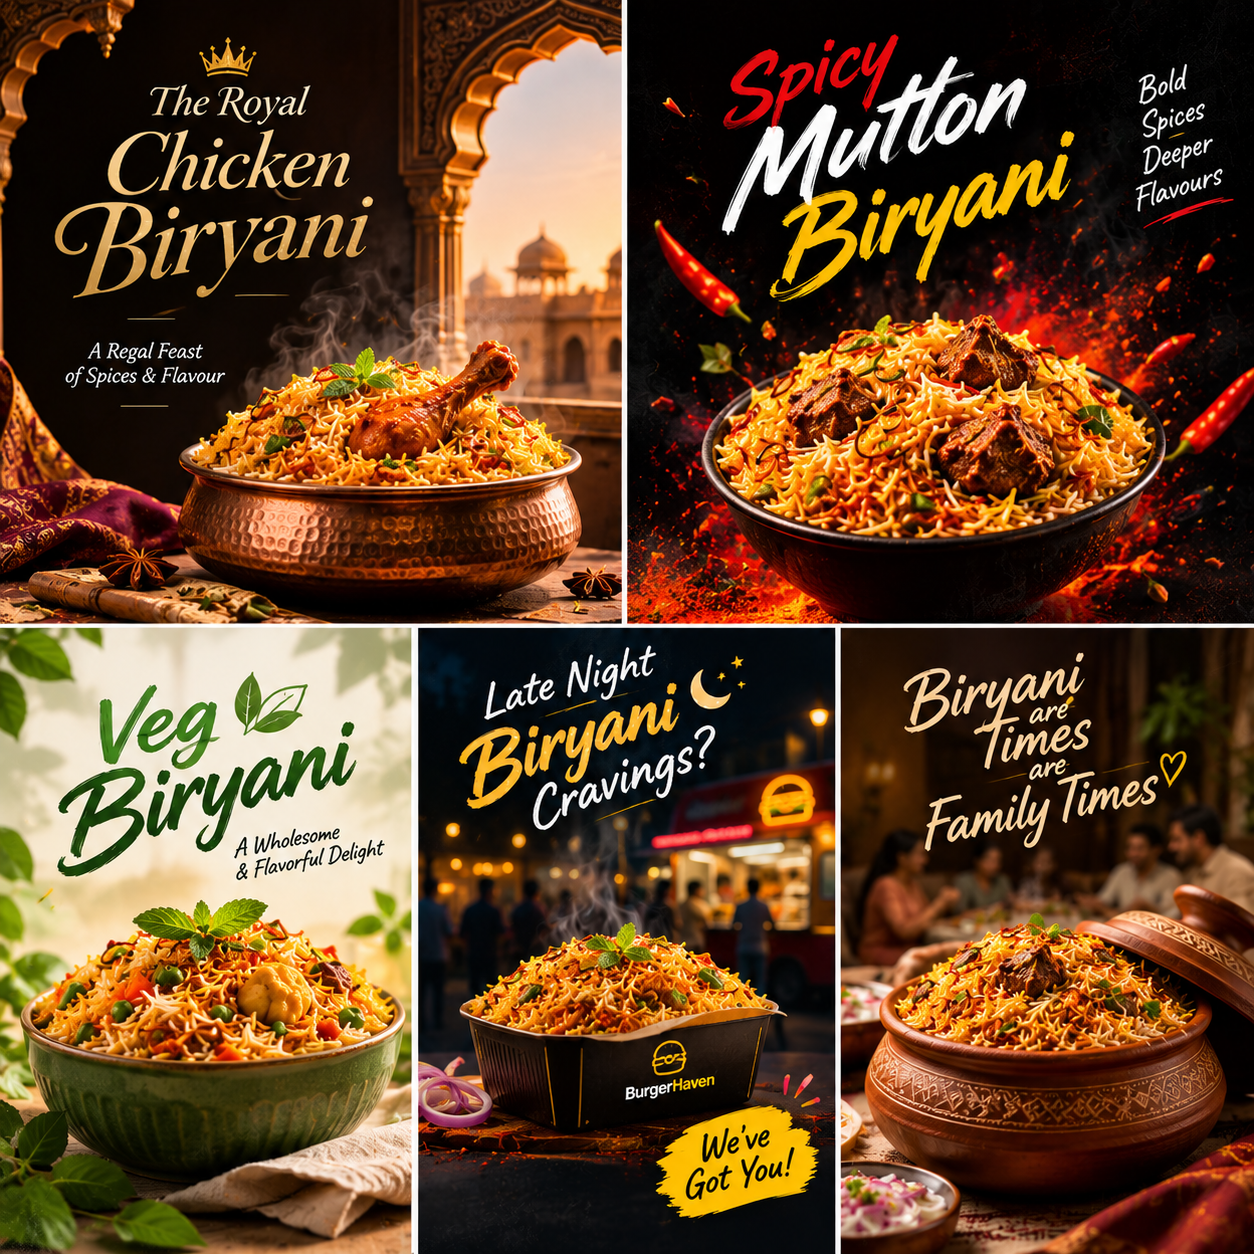 The Royal
Chicken
Biryani
A Regal Feast
of Spices & Flavour
Spicy
Mutton
Biryani
Bold
Spices
Deeper
Flavours
Veg
Biryani
A Wholesome
& Flavorful Delight
Late Night
Biryani
Cravings?
BurgerHaven
We've
Got You!
Biryani
are
Times
are
Family Times